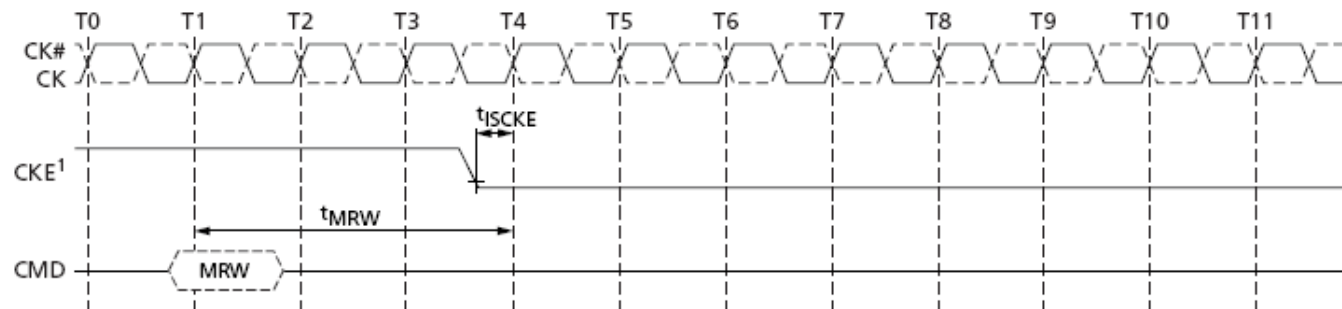 T0 T1 T2 T3 T4 T5 T6 T7 T8 T9 T10 T11
CK#
CK
tISCKE
CKE1
tMRW
CMD MRW